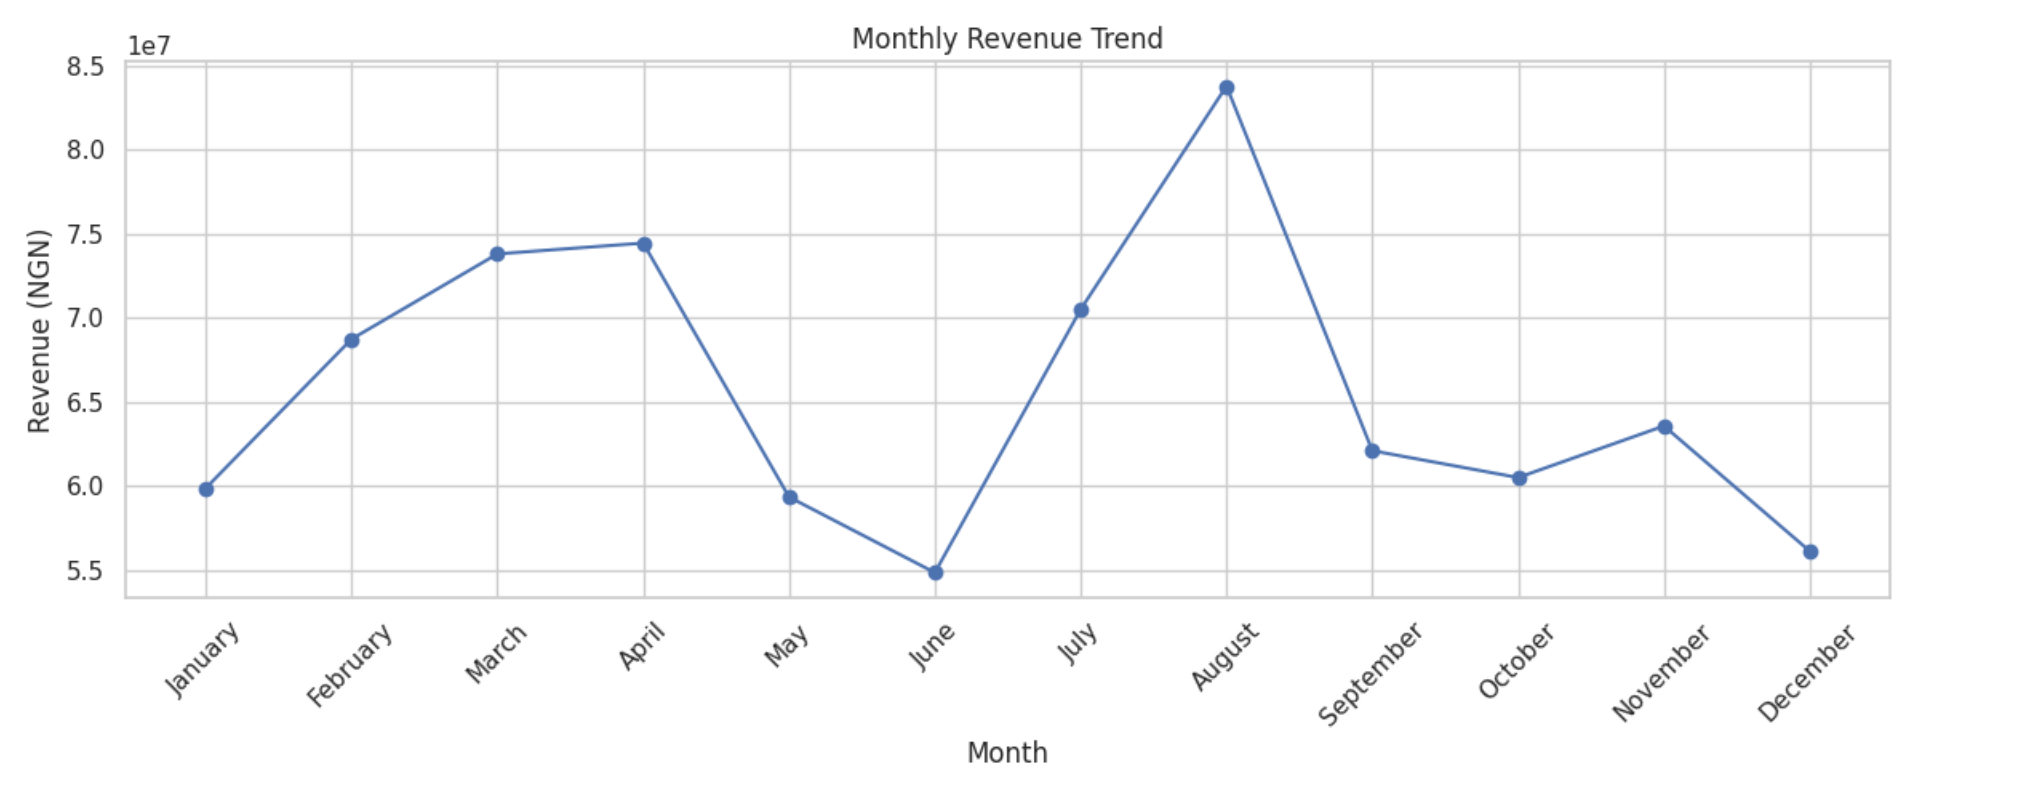 Monthly Revenue Trend
1e7
8.5
8.0
7.5
7.0
6.5
6.0
5.5
Revenue (NGN)
January
February
March
April
May
June
July
August
September
October
November
December
Month